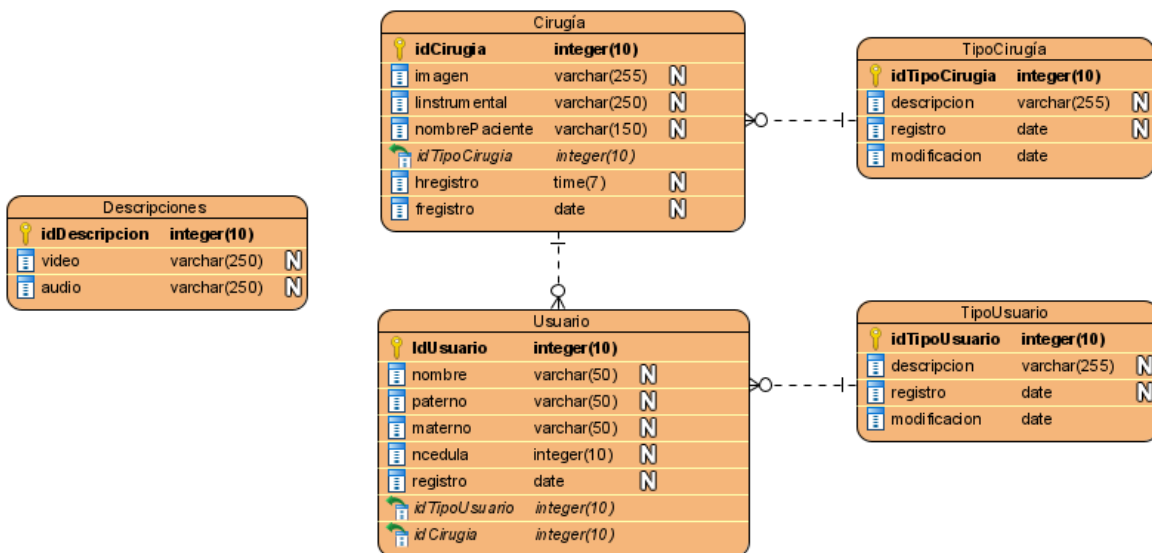 Cirugía
idCirugia integer(10)
imagen varchar(255) N
linstrumental varchar(250) N
nombrePaciente varchar(150) N
idTipoCirugia integer(10)
hregistro time(7) N
fregistro date N
TipoCirugía
idTipoCirugia integer(10)
descripcion varchar(255) N
registro date N
modificacion date
Descripciones
idDescripcion integer(10)
video varchar(250) N
audio varchar(250) N
Usuario
IdUsuario integer(10)
nombre varchar(50) N
paterno varchar(50) N
materno varchar(50) N
ncedula integer(10) N
registro date N
idTipoUsuario integer(10)
idCirugia integer(10)
TipoUsuario
idTipoUsuario integer(10)
descripcion varchar(255) N
registro date N
modificacion date